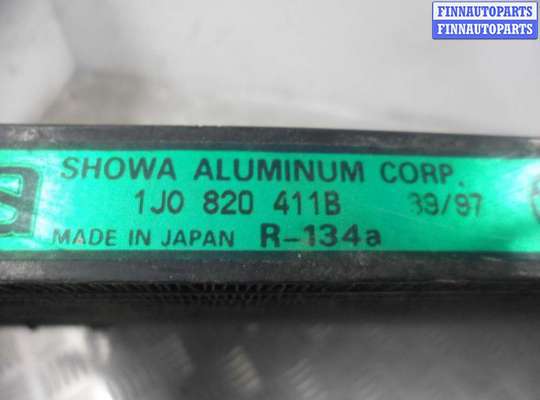 FINNAUTOPARTS
FINNAUTOPARTS
SHOWA ALUMINUM CORP.
1J0 820 411B 39/97
MADE IN JAPAN R-134a